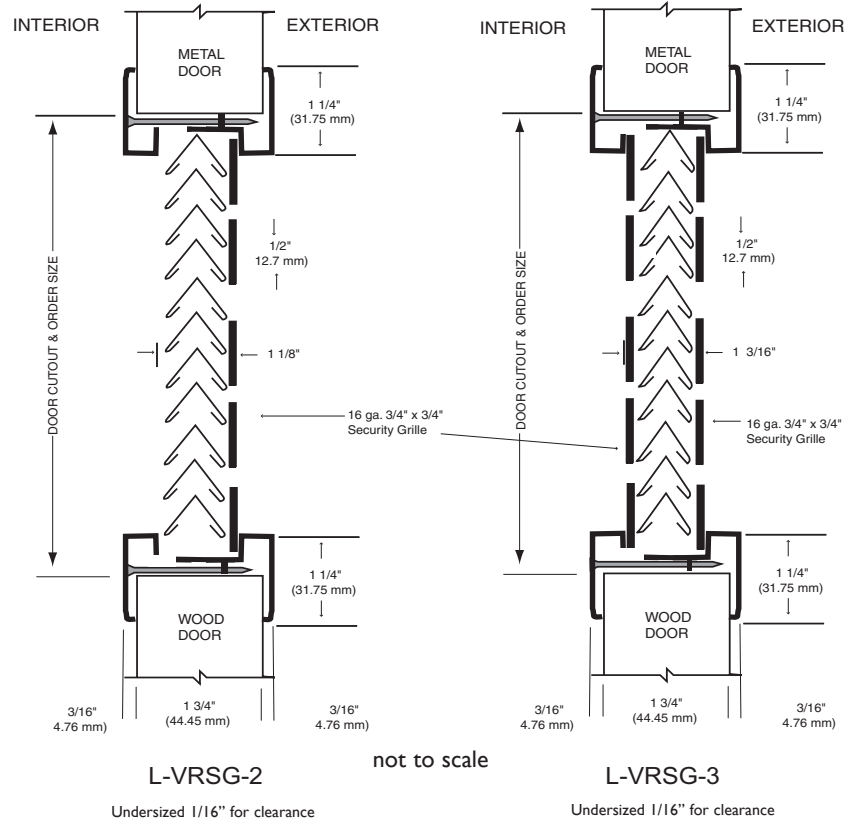 INTERIOR
EXTERIOR
METAL
DOOR
1 1/4"
(31.75 mm)
DOOR CUTOUT & ORDER SIZE
1/2"
12.7 mm)
1 1/8"
16 ga. 3/4" x 3/4"
Security Grille
1 1/4"
(31.75 mm)
WOOD
DOOR
3/16"
4.76 mm)
1 3/4"
(44.45 mm)
3/16"
4.76 mm)
L-VRSG-2
Undersized 1/16” for clearance
not to scale
INTERIOR
EXTERIOR
METAL
DOOR
1 1/4"
(31.75 mm)
DOOR CUTOUT & ORDER SIZE
1/2"
12.7 mm)
1 3/16"
16 ga. 3/4" x 3/4"
Security Grille
1 1/4"
(31.75 mm)
WOOD
DOOR
3/16"
4.76 mm)
1 3/4"
(44.45 mm)
3/16"
4.76 mm)
L-VRSG-3
Undersized 1/16” for clearance